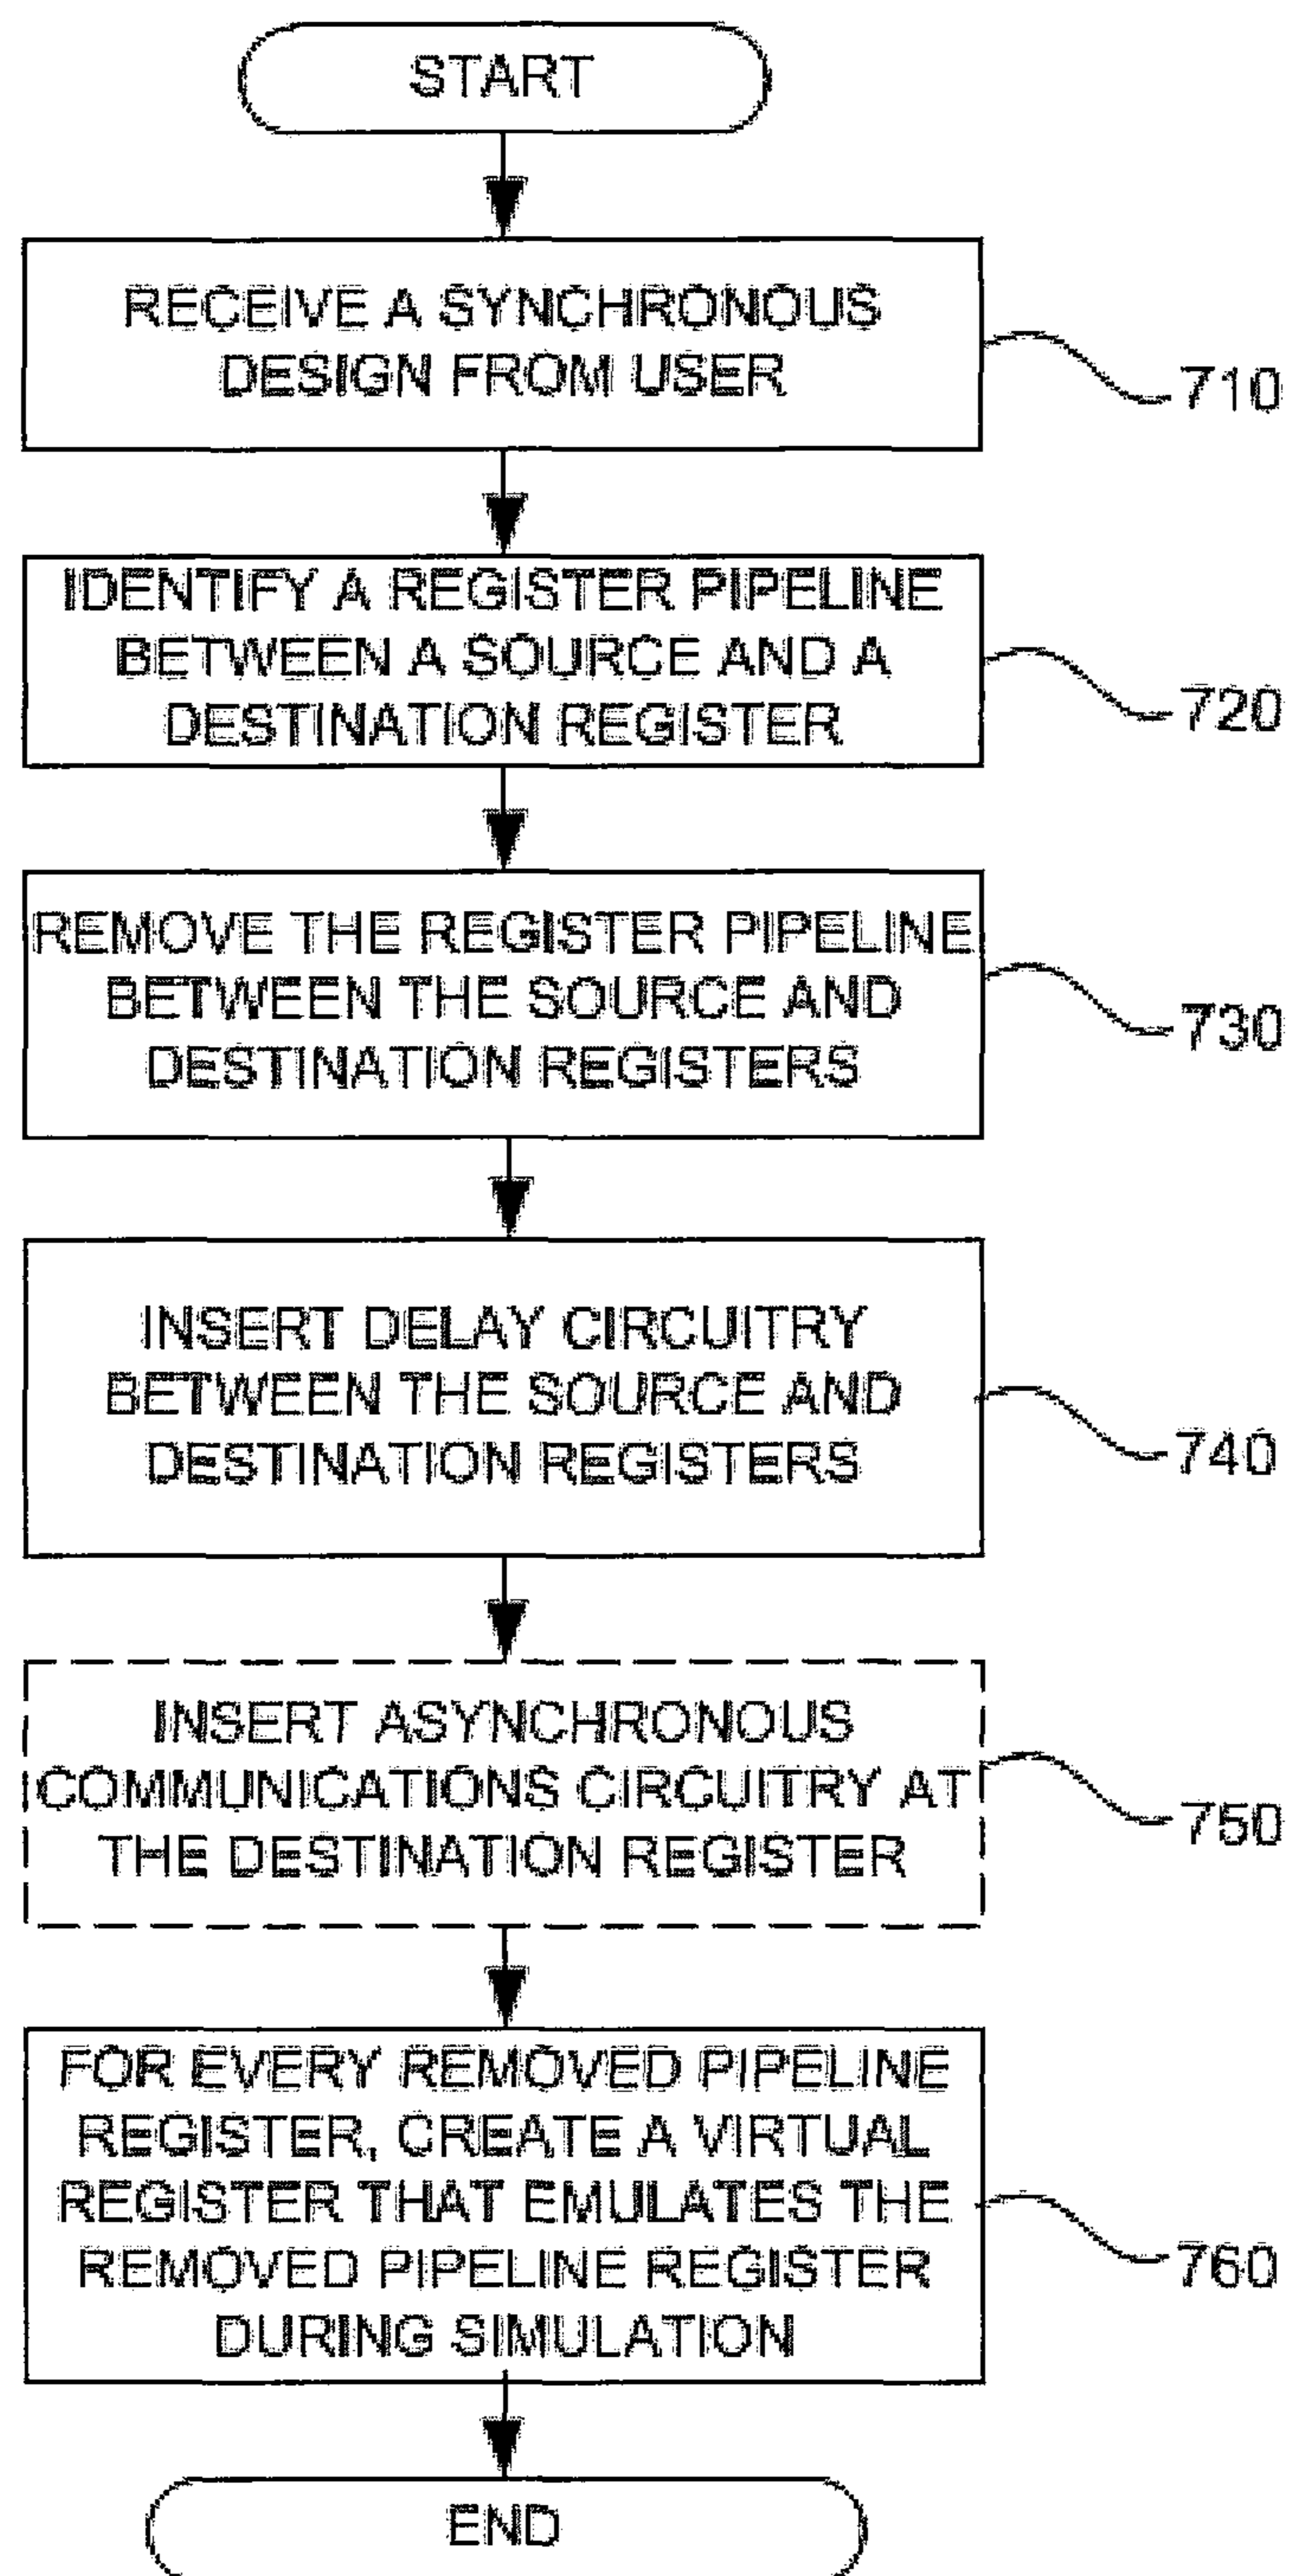 START
RECEIVE A SYNCHRONOUS
DESIGN FROM USER
710
IDENTIFY A REGISTER PIPELINE
BETWEEN A SOURCE AND A
DESTINATION REGISTER
720
REMOVE THE REGISTER PIPELINE
BETWEEN THE SOURCE AND
DESTINATION REGISTERS
730
INSERT DELAY CIRCUITRY
BETWEEN THE SOURCE AND
DESTINATION REGISTERS
740
INSERT ASYNCHRONOUS
COMMUNICATIONS CIRCUITRY AT
THE DESTINATION REGISTER
750
FOR EVERY REMOVED PIPELINE
REGISTER, CREATE A VIRTUAL
REGISTER THAT EMULATES THE
REMOVED PIPELINE REGISTER
DURING SIMULATION
760
END